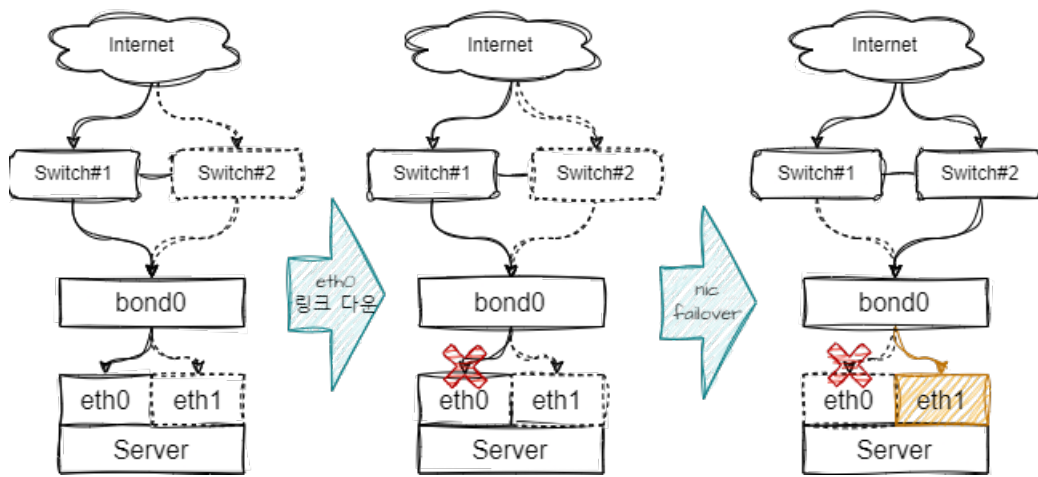 Internet
Internet
Internet
Switch#1
Switch#2
Switch#1
Switch#2
Switch#1
Switch#2
eth0
링크 다운
nic
failover
bond0
bond0
bond0
eth0
eth1
eth0
eth1
eth0
eth1
Server
Server
Server